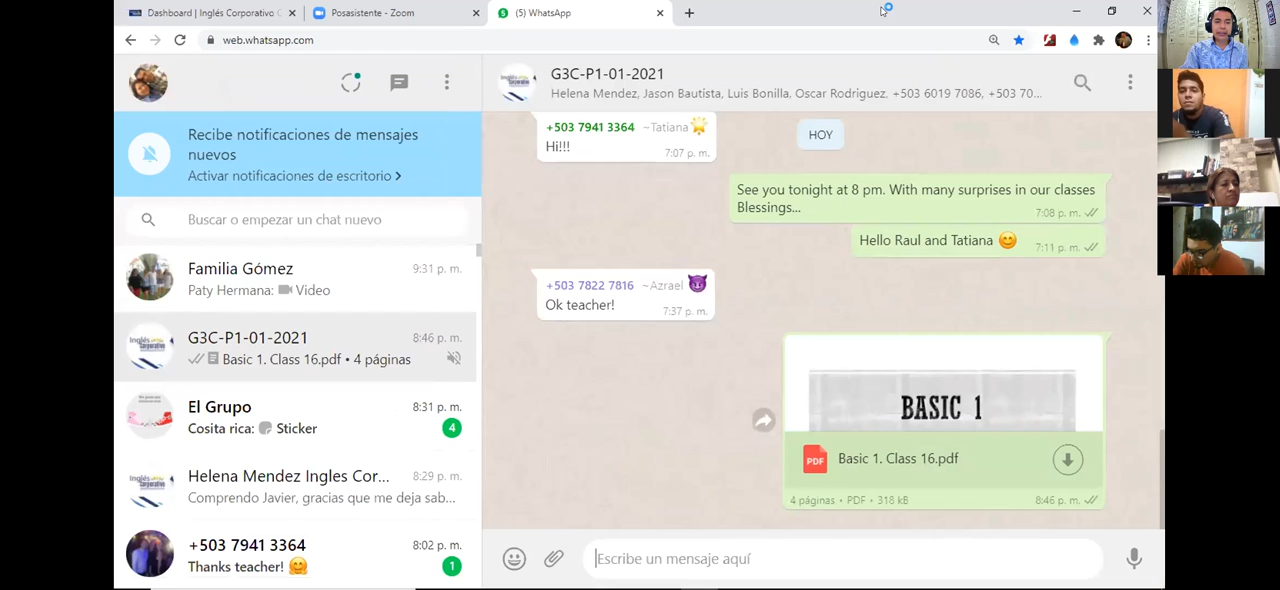 Dashboard | Inglés Corporativo C
Posasistente - Zoom
(5) WhatsApp
web.whatsapp.com
G3C-P1-01-2021
Helena Mendez, Jason Bautista, Luis Bonilla, Oscar Rodriguez, +503 6019 7086, +503 70...
Recibe notificaciones de mensajes
nuevos
Activar notificaciones de escritorio >
Buscar o empezar un chat nuevo
Familia Gómez
9:31 p. m.
Paty Hermana: Video
G3C-P1-01-2021
8:46 p. m.
Basic 1. Class 16.pdf • 4 páginas
El Grupo
8:31 p. m.
Cosita rica: Sticker
4
Helena Mendez Ingles Cor...
8:29 p. m.
Comprendo Javier, gracias que me deja sab...
+503 7941 3364
8:02 p. m.
Thanks teacher! 🤗
1
+503 7941 3364 ~Tatiana🌟
Hi!!!
7:07 p. m.
HOY
See you tonight at 8 pm. With many surprises in our classes
Blessings...
7:08 p. m.
Hello Raul and Tatiana 😊
7:11 p. m.
+503 7822 7816 ~Azrael 😈
Ok teacher!
7:37 p. m.
BASIC 1
PDF
Basic 1. Class 16.pdf
4 páginas • PDF • 318 kB
8:46 p. m.
Escribe un mensaje aquí